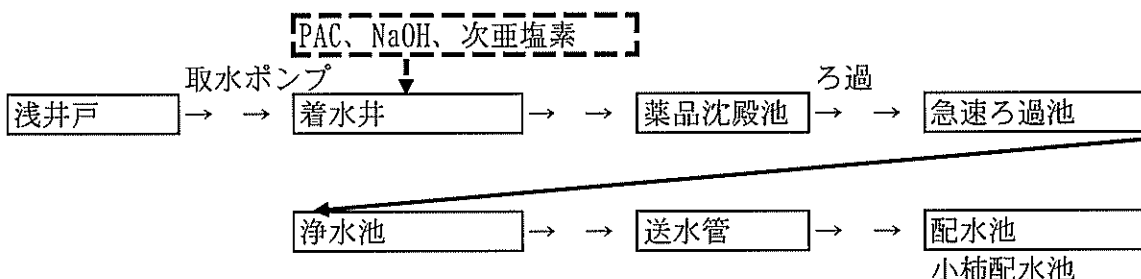 PAC、NaOH、次亜塩素
取水ポンプ
ろ過
浅井戸 → → 着水井 → → 薬品沈殿池 → → 急速ろ過池
浄水池 → → 送水管 → → 配水池
小柿配水池